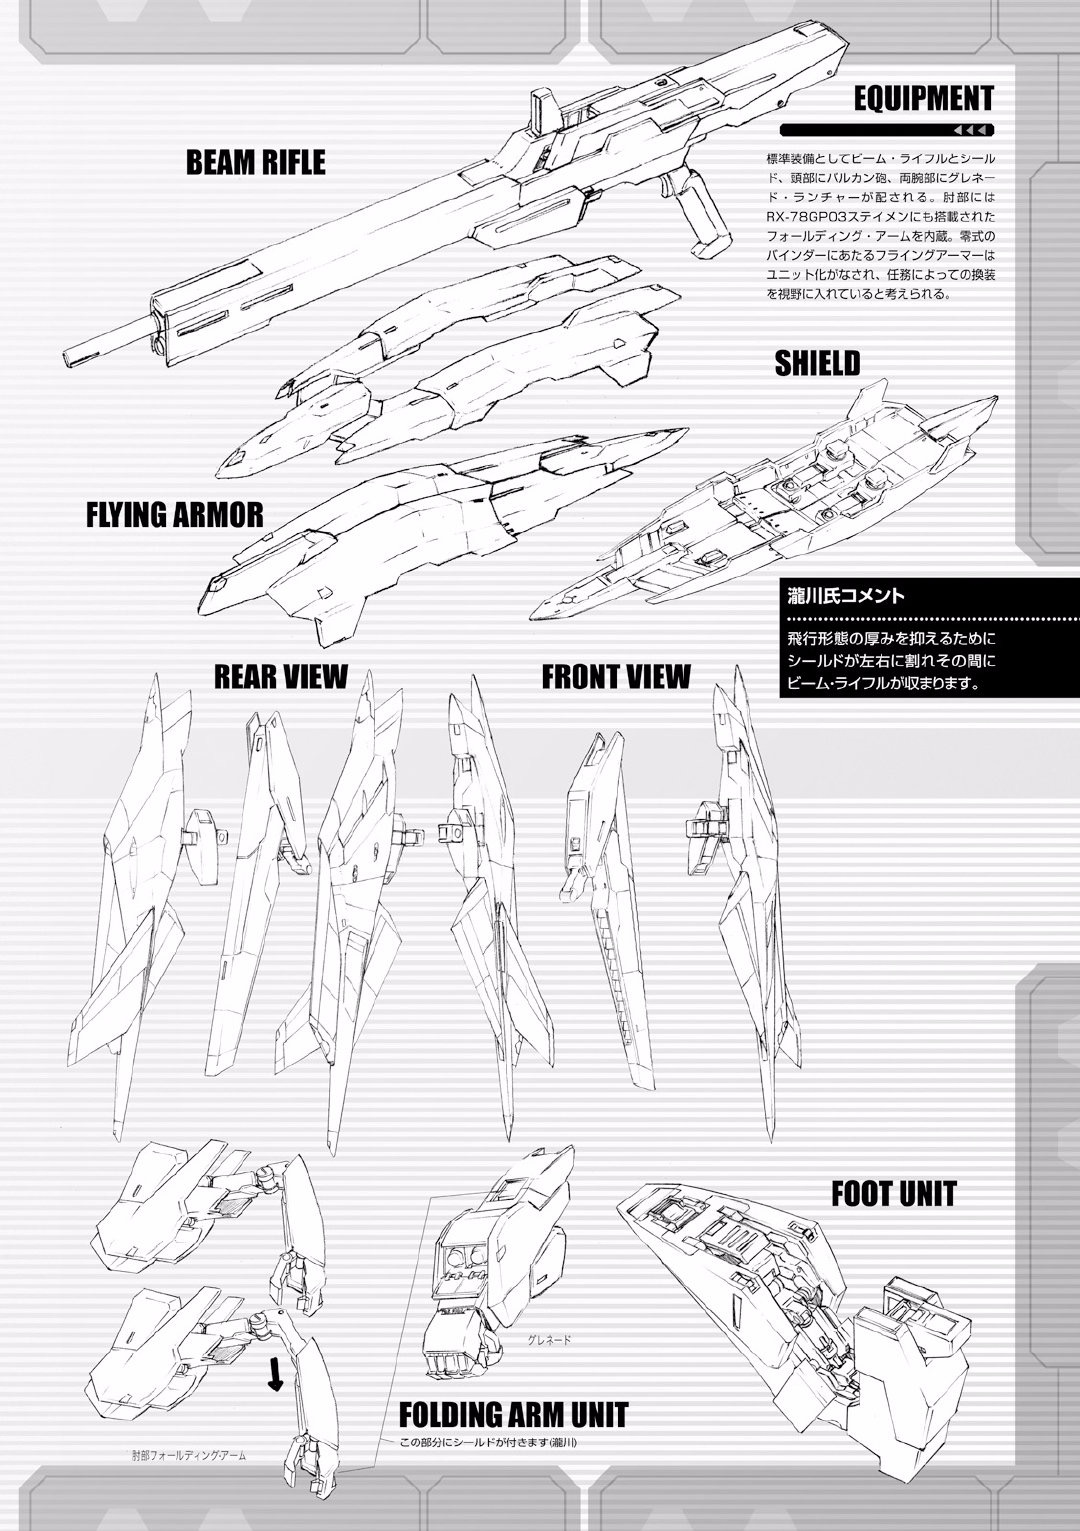 EQUIPMENT
標準装備としてビーム・ライフルとシール
ド、頭部にバルカン砲、両腕部にグレネー
ド・ランチャーが配される。肘部には
RX-78GP03ステイメンにも搭載された
フォールディング・アームを内蔵。零式の
バインダーにあたるフライングアーマーは
ユニット化がなされ、任務によっての換装
を視野に入れていると考えられる。
BEAM RIFLE
SHIELD
FLYING ARMOR
瀧川氏コメント
飛行形態の厚みを抑えるために
シールドが左右に割れその間に
ビーム・ライフルが収まります。
REAR VIEW
FRONT VIEW
FOOT UNIT
グレネード
FOLDING ARM UNIT
この部分にシールドが付きます(瀧川)
肘部フォールディング・アーム